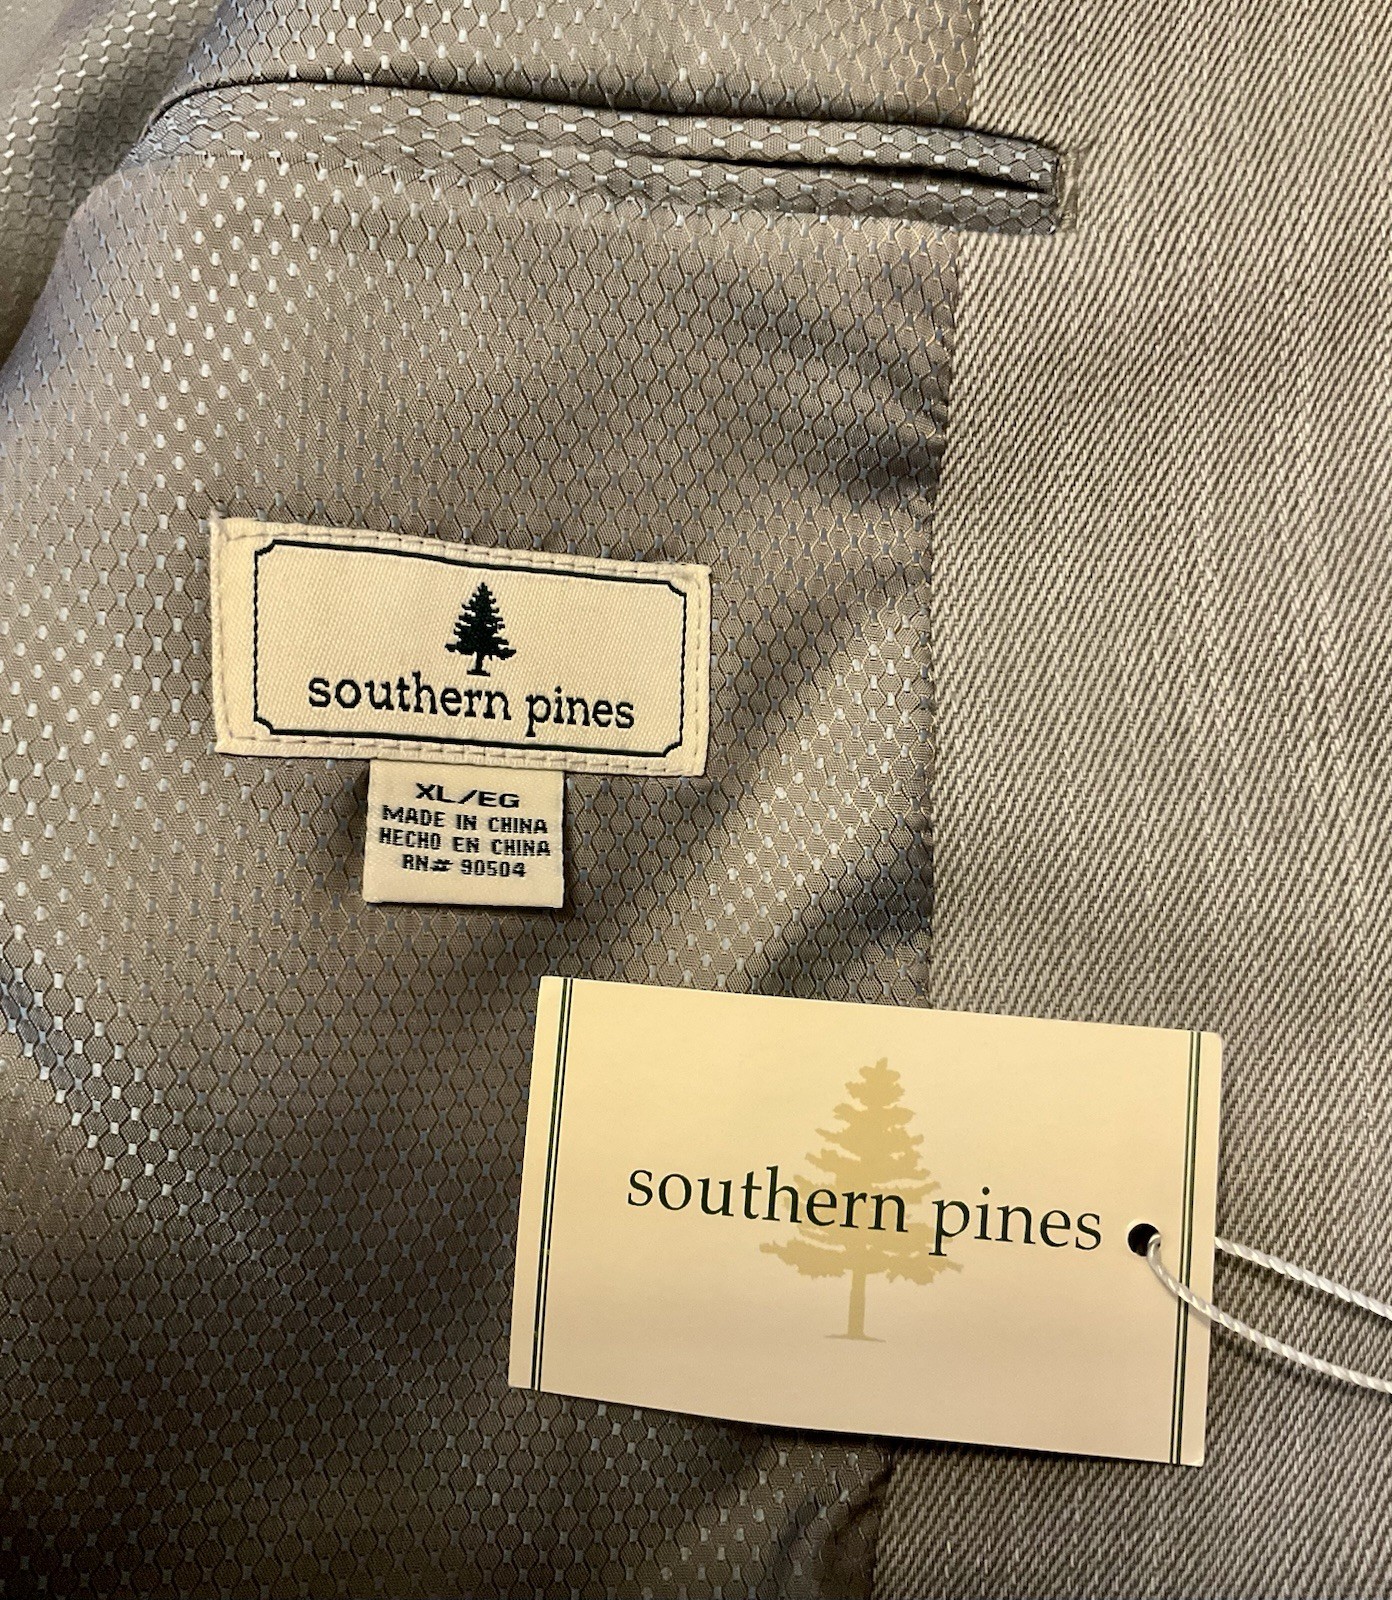 southern pines
XL/EG
MADE IN CHINA
HECHO EN CHINA
RN# 90504
southern pines